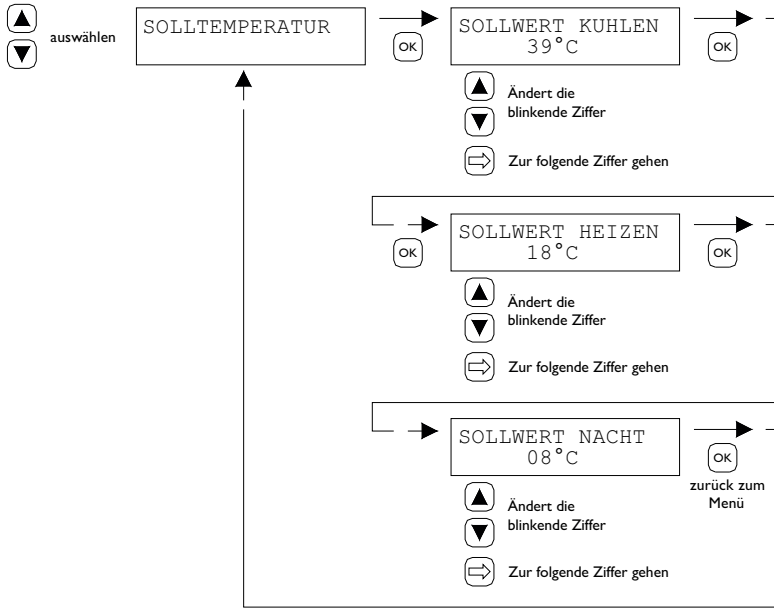 auswählen
SOLLTEMPERATUR
OK
SOLLWERT KUHLEN
39°C
OK
Ändert die
blinkende Ziffer
Zur folgende Ziffer gehen
OK
SOLLWERT HEIZEN
18°C
OK
Ändert die
blinkende Ziffer
Zur folgende Ziffer gehen
SOLLWERT NACHT
08°C
OK
zurück zum
Menü
Ändert die
blinkende Ziffer
Zur folgende Ziffer gehen